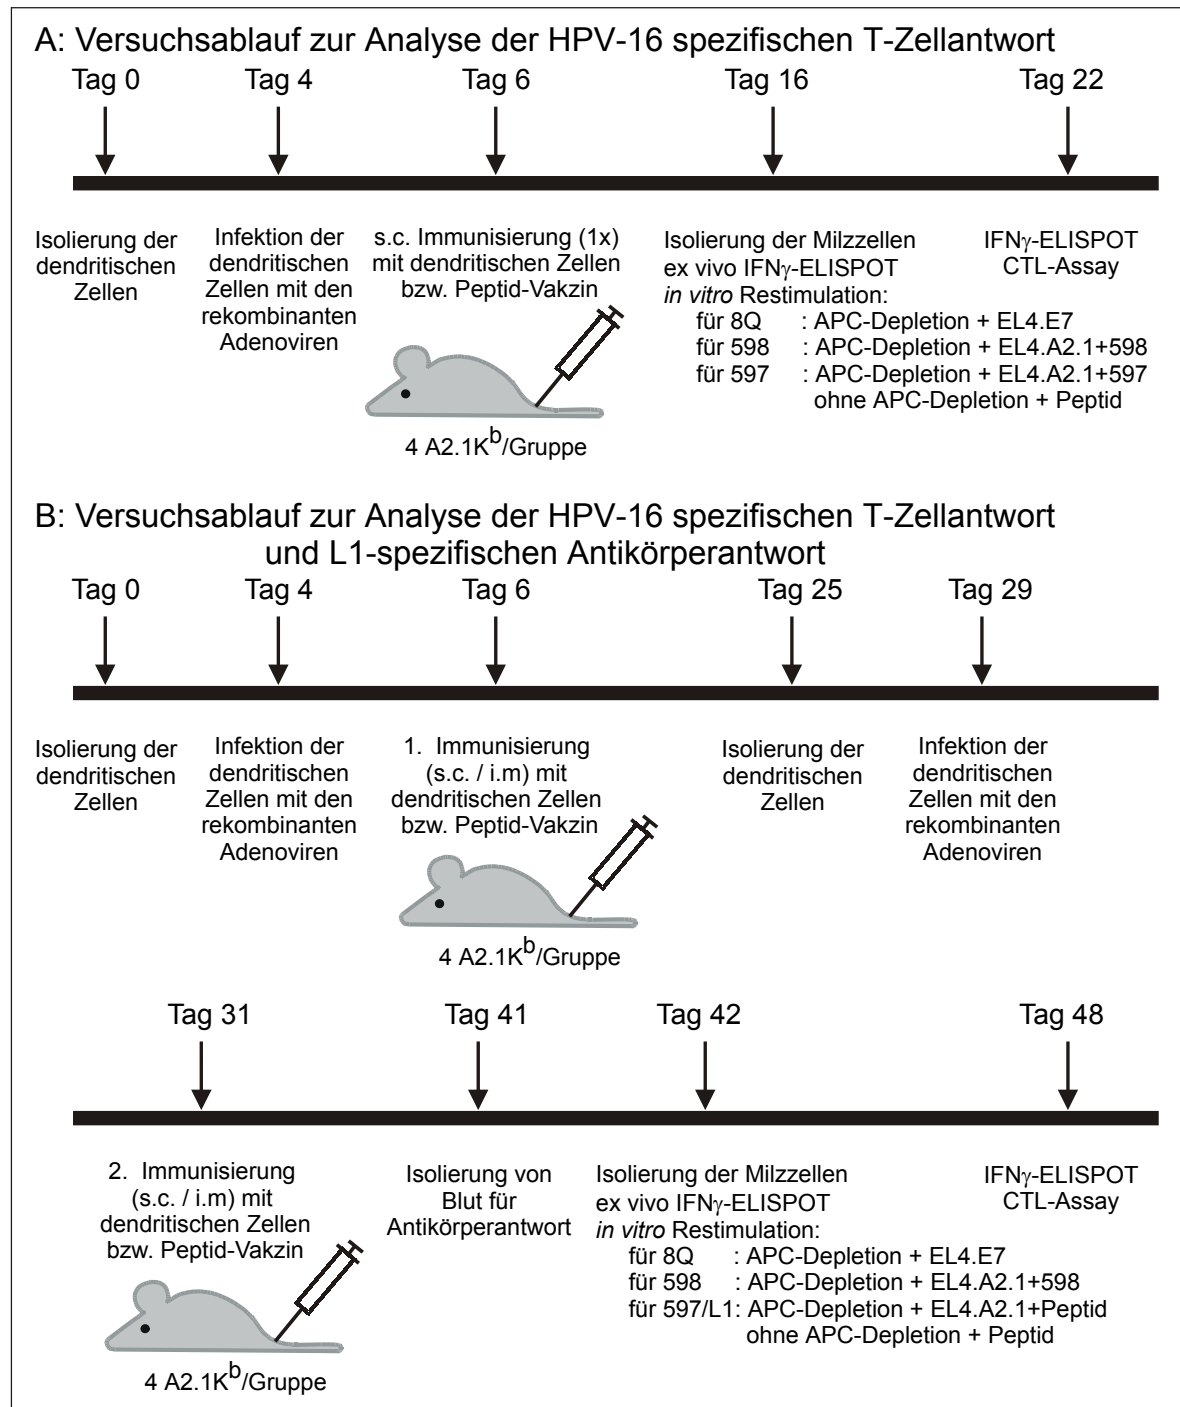 A: Versuchsablauf zur Analyse der HPV-16 spezifischen T-Zellantwort
Tag 0
Tag 4
Tag 6
Tag 16
Tag 22
Isolierung der
dendritischen
Zellen
Infektion der
dendritischen
Zellen mit den
rekombinanten
Adenoviren
s.c. Immunisierung (1x)
mit dendritischen Zellen
bzw. Peptid-Vakzin
4 A2.1K^b/Gruppe
Isolierung der Milzzellen
ex vivo IFNγ-ELISPOT
in vitro Restimulation:
für 8Q : APC-Depletion + EL4.E7
für 598 : APC-Depletion + EL4.A2.1+598
für 597 : APC-Depletion + EL4.A2.1+597
ohne APC-Depletion + Peptid
IFNγ-ELISPOT
CTL-Assay
B: Versuchsablauf zur Analyse der HPV-16 spezifischen T-Zellantwort
und L1-spezifischen Antikörperantwort
Tag 0
Tag 4
Tag 6
Tag 25
Tag 29
Isolierung der
dendritischen
Zellen
Infektion der
dendritischen
Zellen mit den
rekombinanten
Adenoviren
1. Immunisierung
(s.c. / i.m) mit
dendritischen Zellen
bzw. Peptid-Vakzin
4 A2.1K^b/Gruppe
Isolierung der
dendritischen
Zellen
Infektion der
dendritischen
Zellen mit den
rekombinanten
Adenoviren
Tag 31
Tag 41
Tag 42
Tag 48
2. Immunisierung
(s.c. / i.m) mit
dendritischen Zellen
bzw. Peptid-Vakzin
4 A2.1K^b/Gruppe
Isolierung von
Blut für
Antikörperantwort
Isolierung der Milzzellen
ex vivo IFNγ-ELISPOT
in vitro Restimulation:
für 8Q : APC-Depletion + EL4.E7
für 598 : APC-Depletion + EL4.A2.1+598
für 597/L1: APC-Depletion + EL4.A2.1+Peptid
ohne APC-Depletion + Peptid
IFNγ-ELISPOT
CTL-Assay